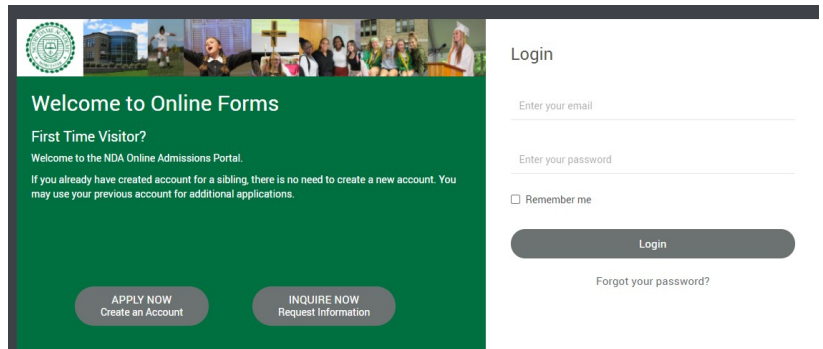 Welcome to Online Forms
First Time Visitor?
Welcome to the NDA Online Admissions Portal.
If you already have created account for a sibling, there is no need to create a new account. You
may use your previous account for additional applications.
APPLY NOW
Create an Account
INQUIRE NOW
Request Information
Login
Enter your email
Enter your password
Remember me
Login
Forgot your password?